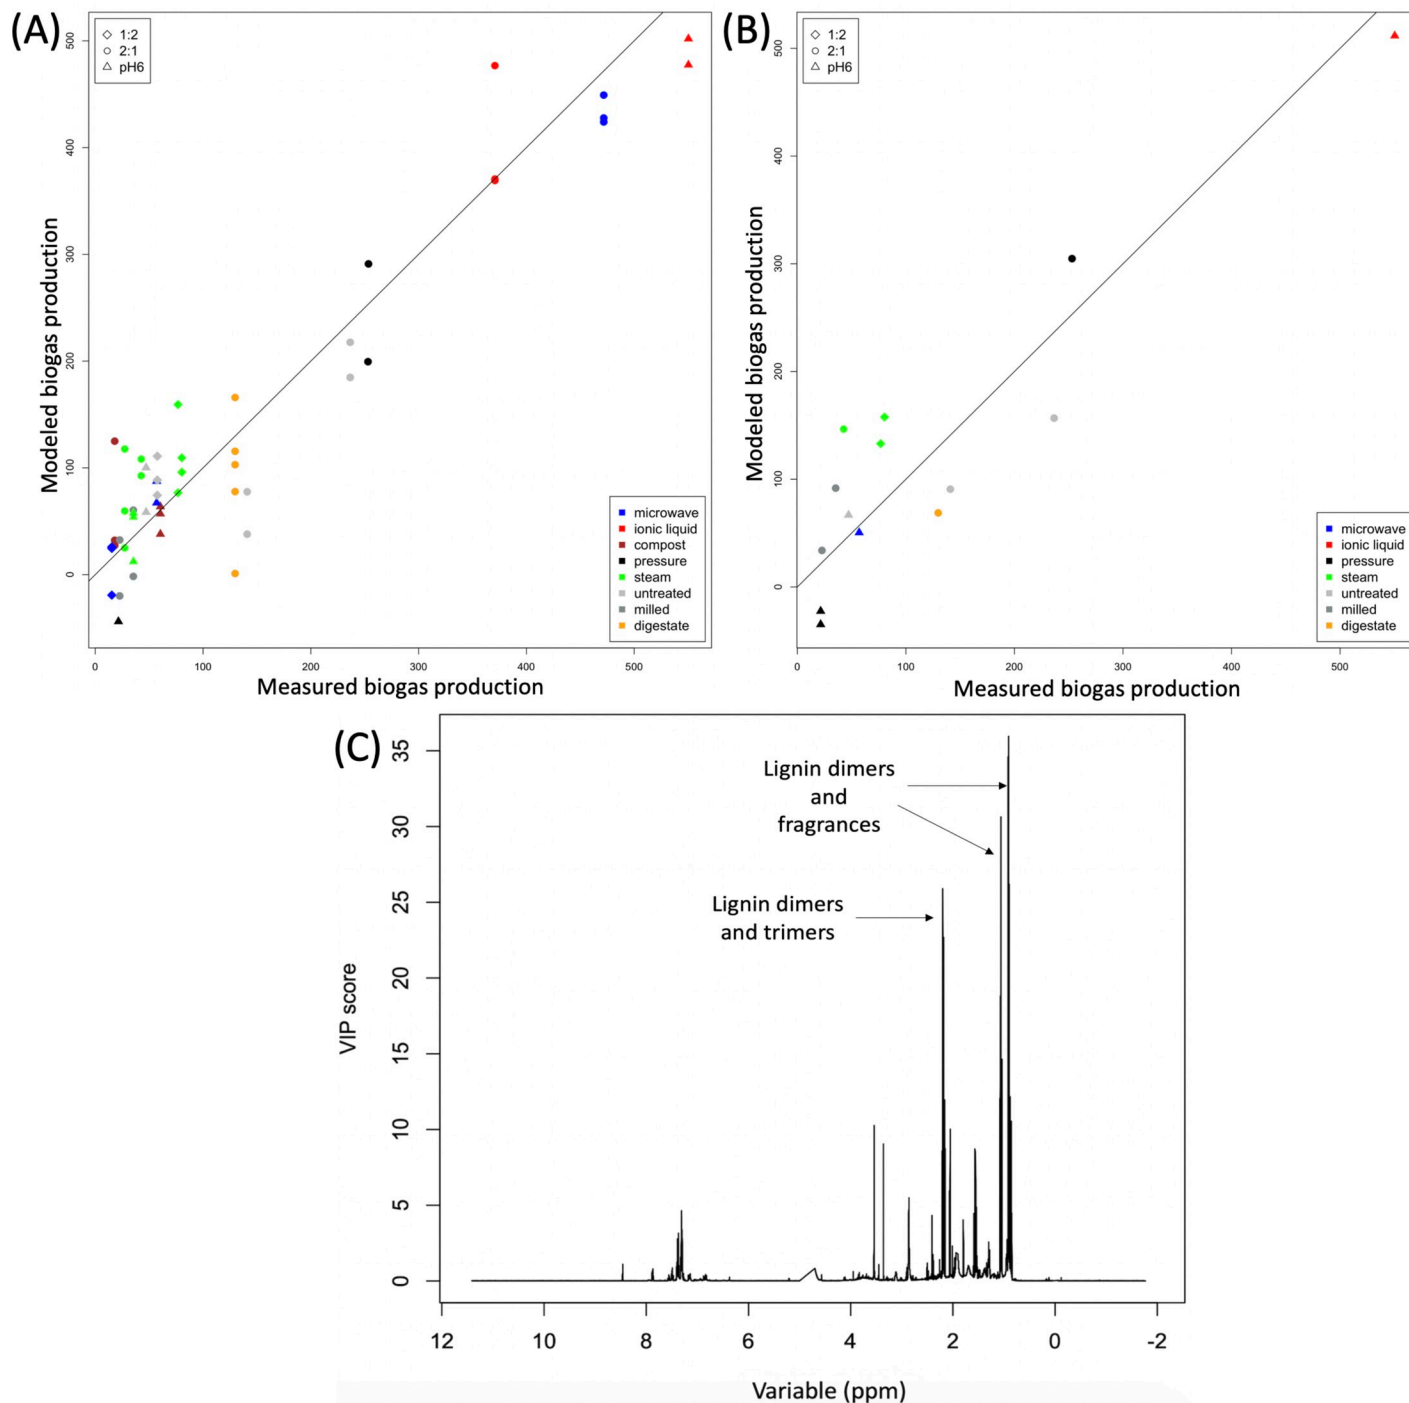 (A)
1:2
2:1
pH6
500
400
300
200
100
0
Modeled biogas production
microwave
ionic liquid
compost
pressure
steam
untreated
milled
digestate
0 100 200 300 400 500
Measured biogas production
(B)
1:2
2:1
pH6
500
400
300
200
100
0
Modeled biogas production
microwave
ionic liquid
pressure
steam
untreated
milled
digestate
0 100 200 300 400 500
Measured biogas production
(C)
35
30
25
20
15
10
5
0
VIP score
Lignin dimers
and
fragrances
Lignin dimers
and trimers
12 10 8 6 4 2 0 -2
Variable (ppm)